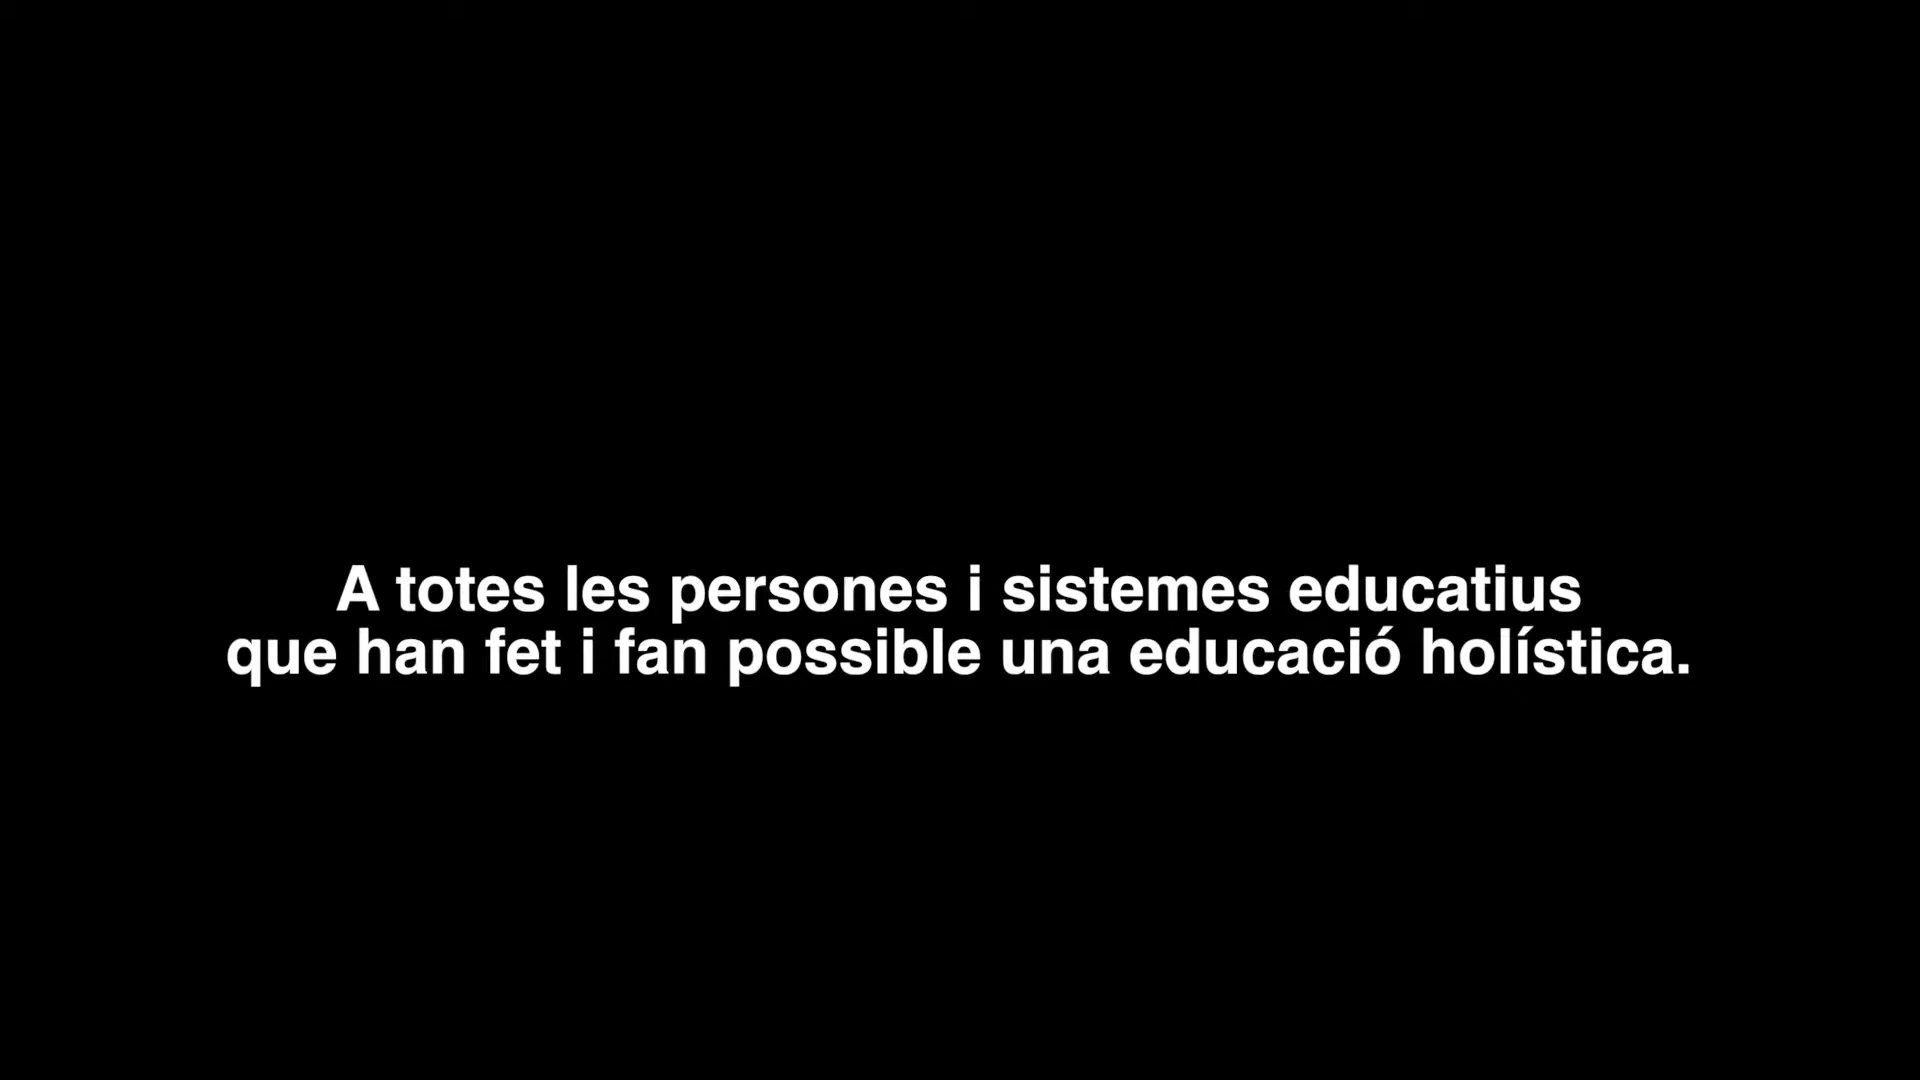 A totes les persones i sistemes educatius
que han fet i fan possible una educació holística.